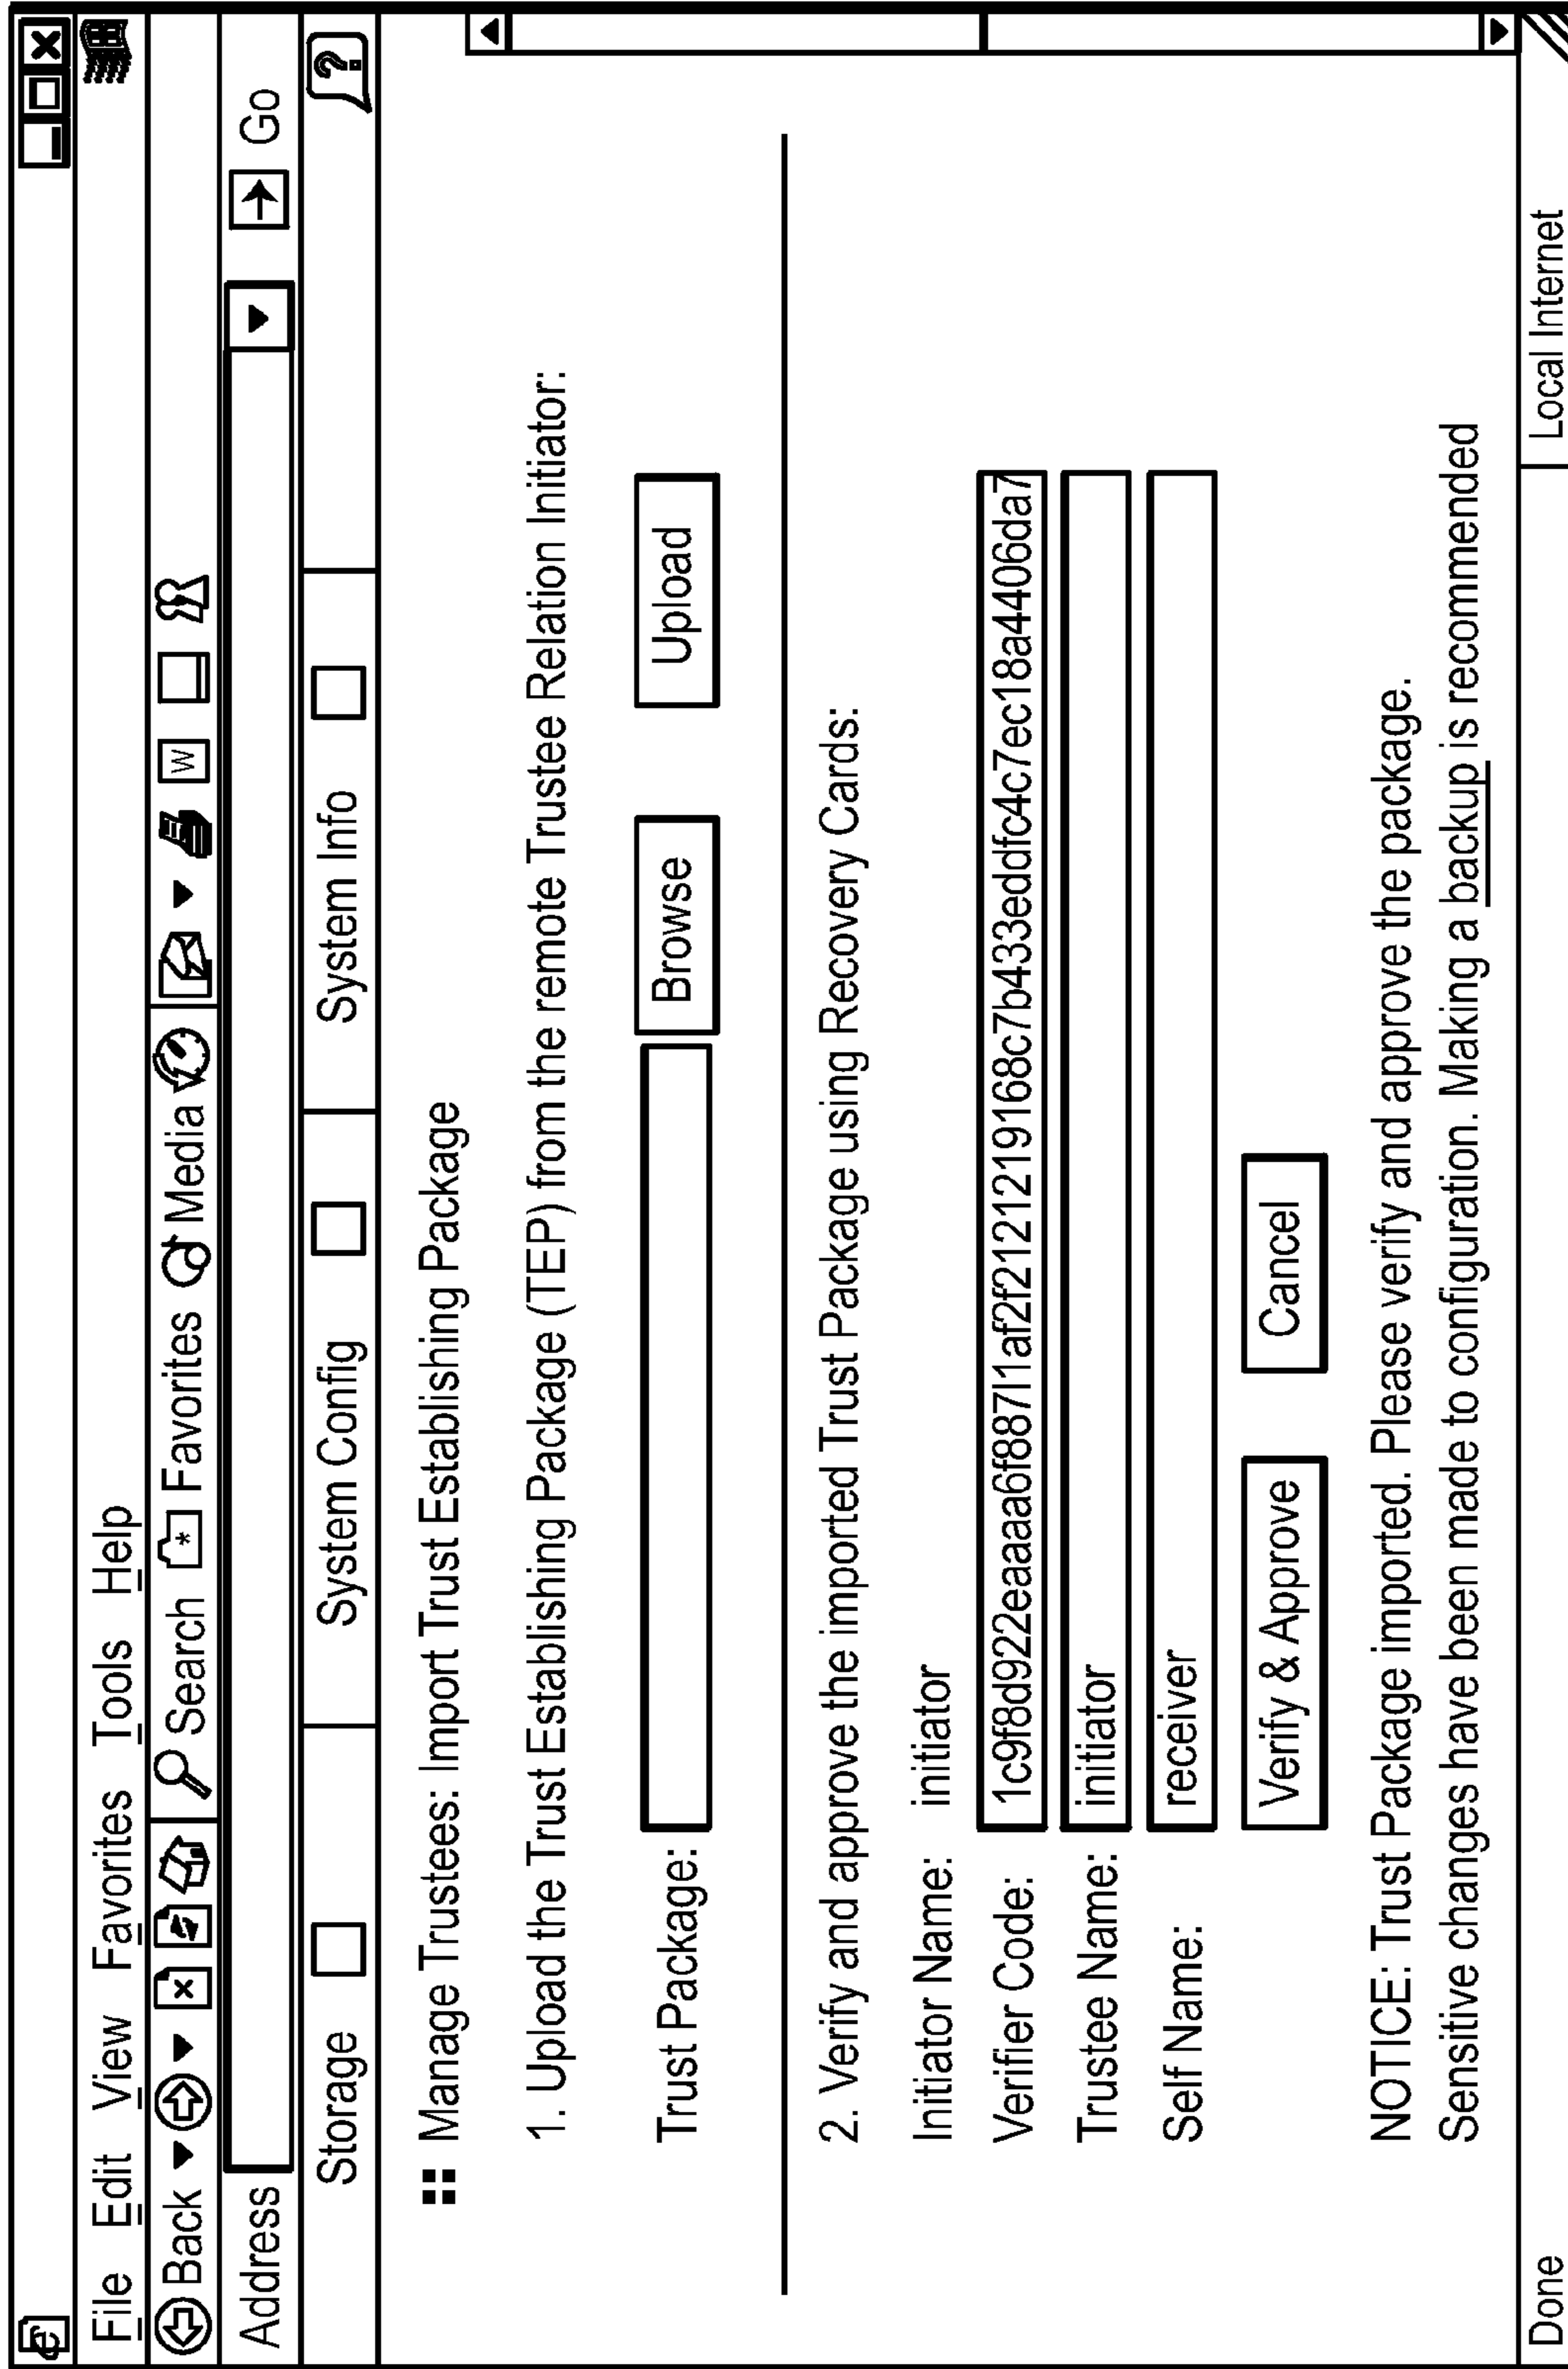 File Edit View Favorites Tools Help
Back Search Favorites Media W
Address Go
Storage System Config System Info ?
Manage Trustees: Import Trust Establishing Package
1. Upload the Trust Establishing Package (TEP) from the remote Trustee Relation Initiator:
Trust Package: Browse Upload
2. Verify and approve the imported Trust Package using Recovery Cards:
Initiator Name: initiator
Verifier Code: 1c9f8d922eaaa6f887l1af2f21212191​68c7b433eddfc4c7ec18a4406da7
Trustee Name: initiator
Self Name: receiver
Verify & Approve Cancel
NOTICE: Trust Package imported. Please verify and approve the package.
Sensitive changes have been made to configuration. Making a backup is recommended
Done Local Internet